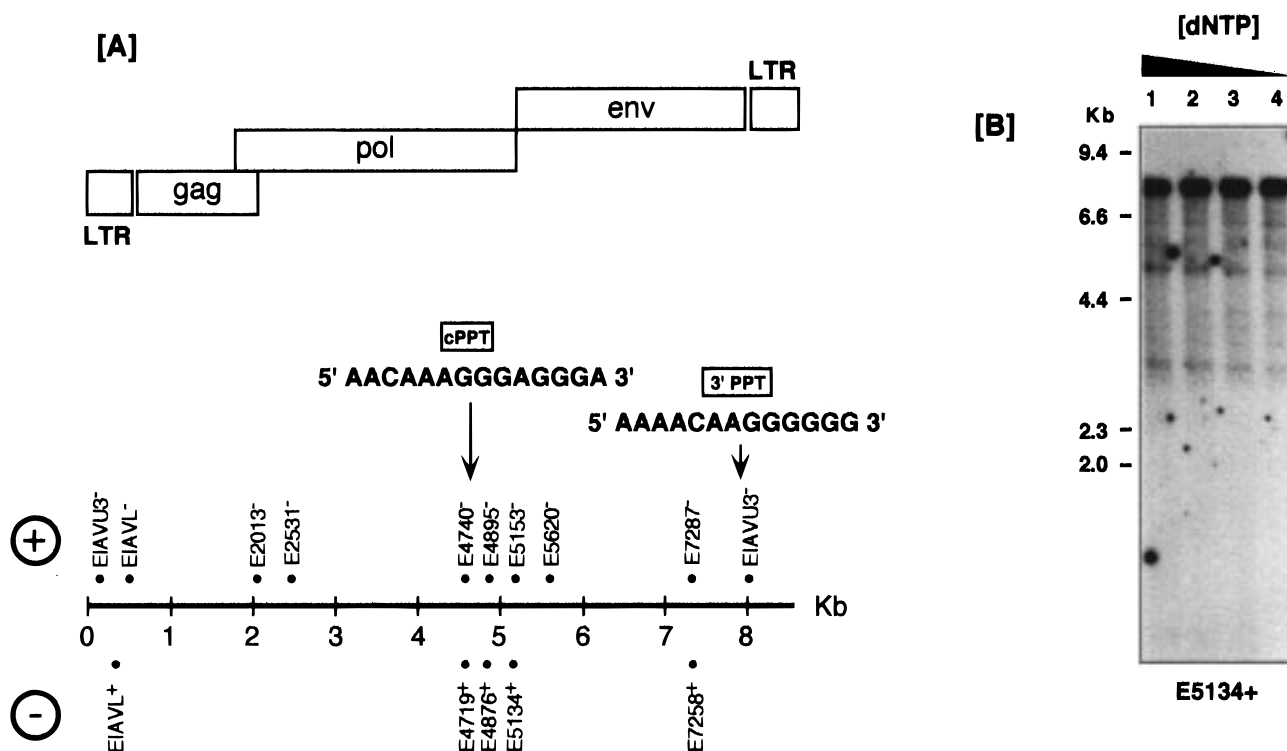 [A]
LTR
env
pol
gag
LTR
cPPT
5' AACAAAGGGAGGGA 3'
3' PPT
5' AAAACAAGGGGGG 3'
+
EIAVU3-
EIAVL-
E2013-
E2531-
E4740-
E4895-
E5153-
E5620-
E7287-
EIAVU3-
0 1 2 3 4 5 6 7 8 Kb
-
EIAVL+
E4719+
E4876+
E5134+
E7258+
[B]
[dNTP]
1 2 3 4
Kb
9.4
6.6
4.4
2.3
2.0
E5134+